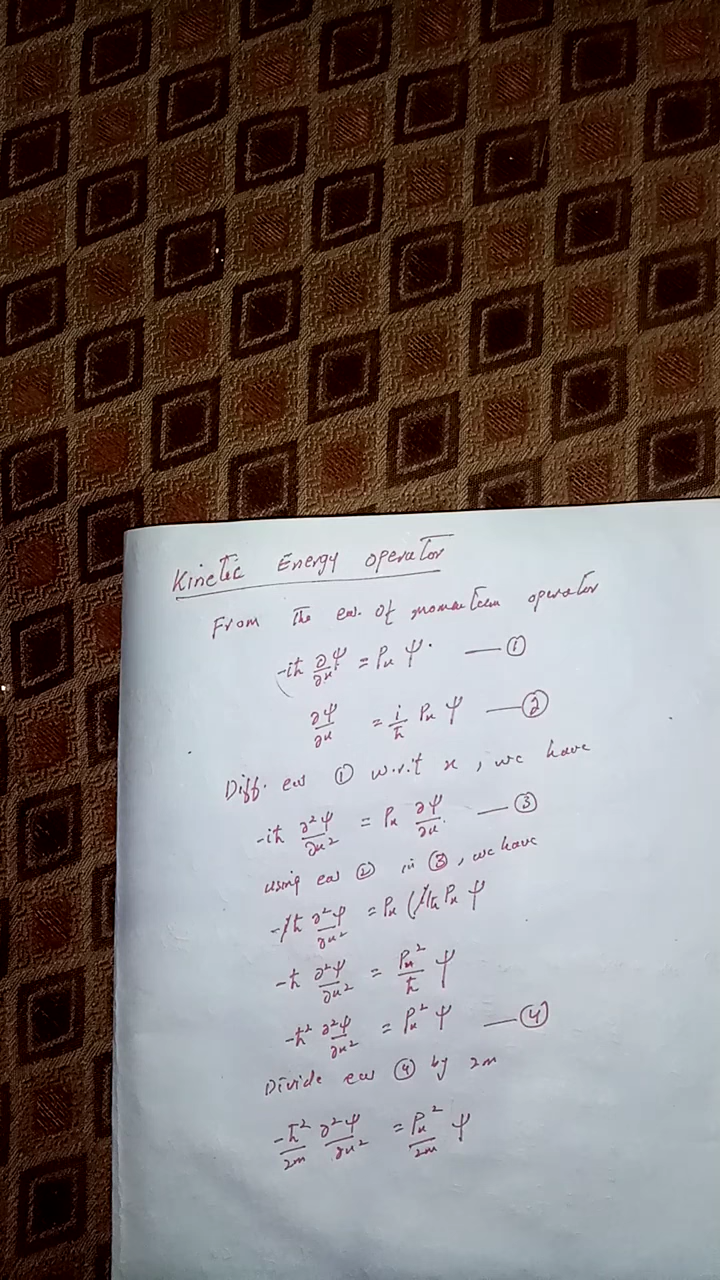 Kinetic Energy operator
From The eq. of momentum operator
-iħ ∂ψ/∂x = Px ψ. — ①
∂ψ/∂x = i/ħ Px ψ — ②
Diff. eq ① w.r.t x, we have
-iħ ∂²ψ/∂x² = Px ∂ψ/∂x. — ③
using eq ② in ③, we have
-iħ ∂²ψ/∂x² = Px (i/ħ Px ψ
-ħ ∂²ψ/∂x² = Px²/ħ ψ
-ħ² ∂²ψ/∂x² = Px² ψ — ④
Divide eq ④ by 2m
-ħ²/2m ∂²ψ/∂x² = Px²/2m ψ